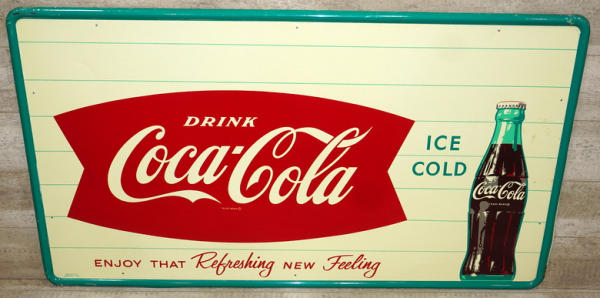 DRINK
Coca-Cola
ICE
COLD
Coca-Cola
ENJOY THAT Refreshing NEW Feeling